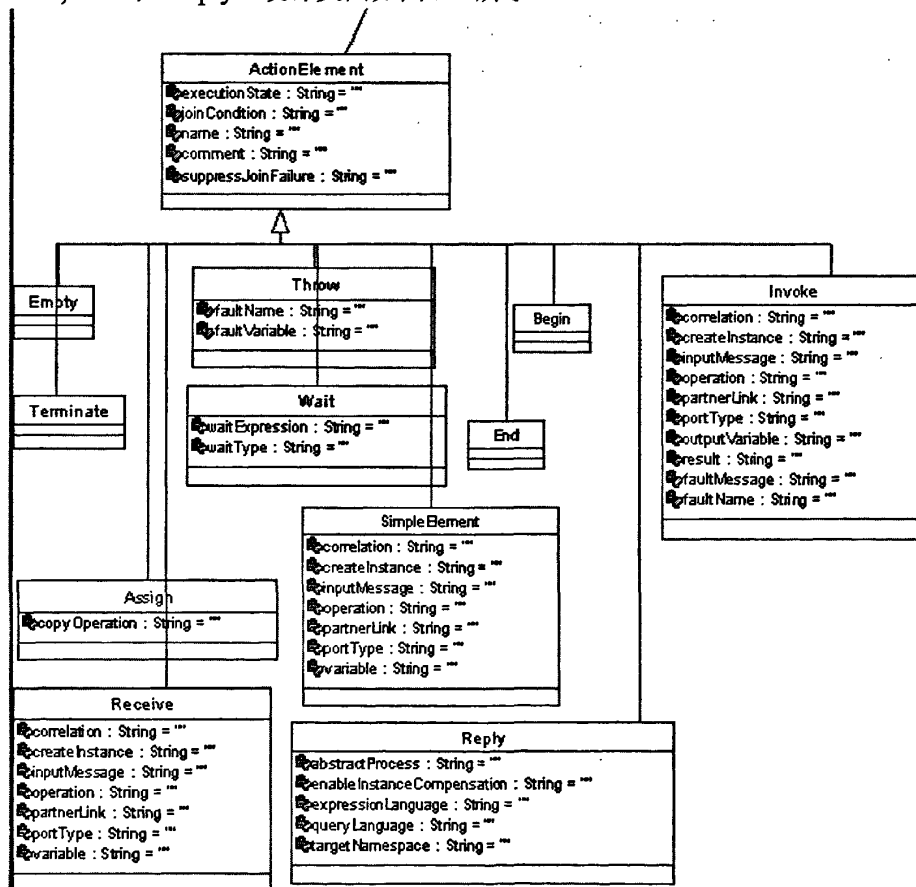 ActionElement
executionState : String = ""
joinCondtion : String = ""
name : String = ""
comment : String = ""
suppressJoinFailure : String = ""
Empty
Throw
faultName : String = ""
faultVariable : String = ""
Begin
Invoke
correlation : String = ""
createInstance : String = ""
inputMessage : String = ""
operation : String = ""
partnerLink : String = ""
portType : String = ""
outputVariable : String = ""
result : String = ""
faultMessage : String = ""
faultName : String = ""
Terminate
Wait
waitExpression : String = ""
waitType : String = ""
End
SimpleElement
correlation : String = ""
createInstance : String = ""
inputMessage : String = ""
operation : String = ""
partnerLink : String = ""
portType : String = ""
variable : String = ""
Assign
copyOperation : String = ""
Receive
correlation : String = ""
createInstance : String = ""
inputMessage : String = ""
operation : String = ""
partnerLink : String = ""
portType : String = ""
variable : String = ""
Reply
abstractProcess : String = ""
enableInstanceCompensation : String = ""
expressionLanguage : String = ""
queryLanguage : String = ""
targetNamespace : String = ""